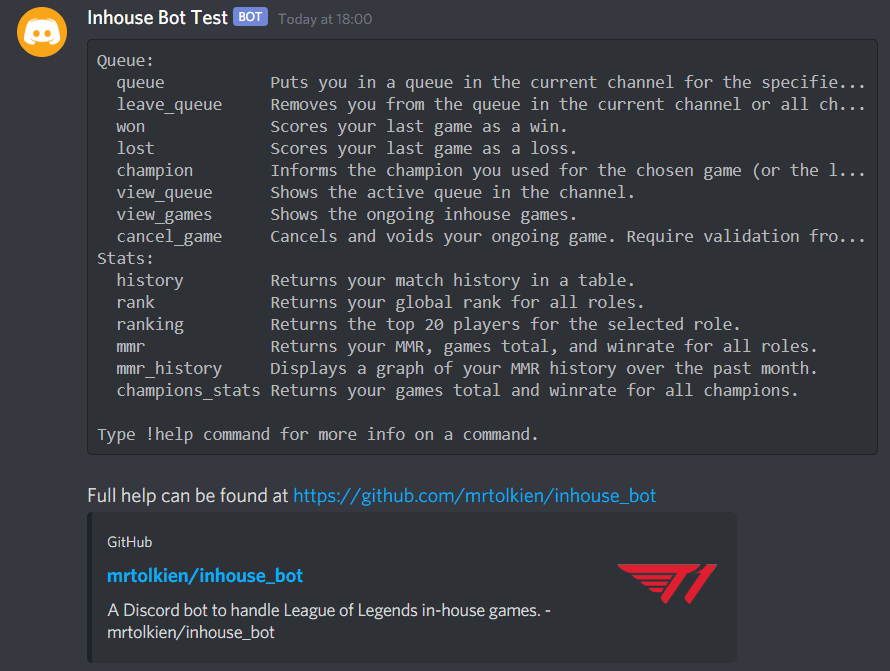 Inhouse Bot Test BOT Today at 18:00
Queue:
queue Puts you in a queue in the current channel for the specifie...
leave_queue Removes you from the queue in the current channel or all ch...
won Scores your last game as a win.
lost Scores your last game as a loss.
champion Informs the champion you used for the chosen game (or the l...
view_queue Shows the active queue in the channel.
view_games Shows the ongoing inhouse games.
cancel_game Cancels and voids your ongoing game. Require validation fro...
Stats:
history Returns your match history in a table.
rank Returns your global rank for all roles.
ranking Returns the top 20 players for the selected role.
mmr Returns your MMR, games total, and winrate for all roles.
mmr_history Displays a graph of your MMR history over the past month.
champions_stats Returns your games total and winrate for all champions.
Type !help command for more info on a command.
Full help can be found at https://github.com/mrtolkien/inhouse_bot
GitHub
mrtolkien/inhouse_bot
T1
A Discord bot to handle League of Legends in-house games. -
mrtolkien/inhouse_bot